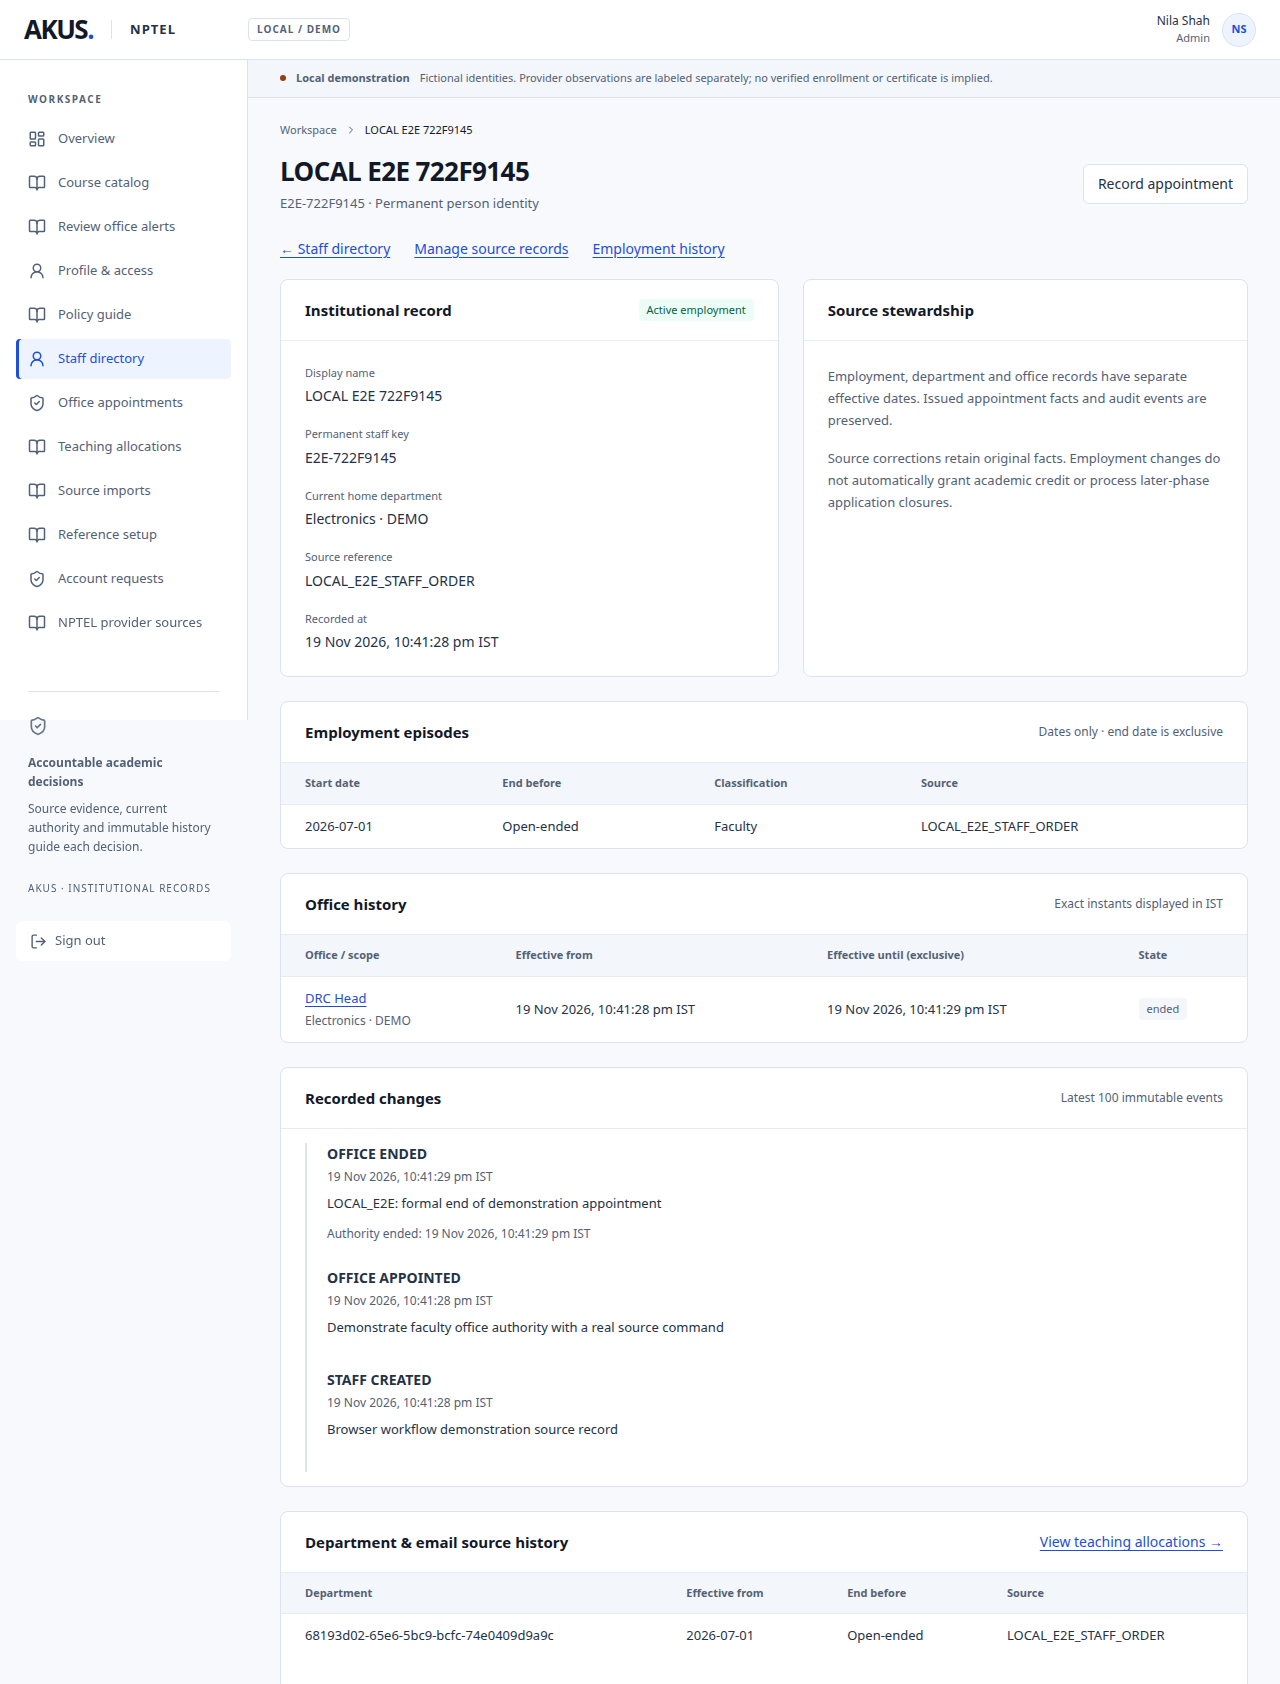 AKUS.
NPTEL
LOCAL / DEMO
Nila Shah
Admin
NS
WORKSPACE
Overview
Course catalog
Review office alerts
Profile & access
Policy guide
Staff directory
Office appointments
Teaching allocations
Source imports
Reference setup
Account requests
NPTEL provider sources
Accountable academic
decisions
Source evidence, current
authority and immutable history
guide each decision.
AKUS · INSTITUTIONAL RECORDS
Sign out
Local demonstration Fictional identities. Provider observations are labeled separately; no verified enrollment or certificate is implied.
Workspace > LOCAL E2E 722F9145
LOCAL E2E 722F9145
E2E-722F9145 · Permanent person identity
Record appointment
← Staff directory Manage source records Employment history
Institutional record
Active employment
Display name
LOCAL E2E 722F9145
Permanent staff key
E2E-722F9145
Current home department
Electronics · DEMO
Source reference
LOCAL_E2E_STAFF_ORDER
Recorded at
19 Nov 2026, 10:41:28 pm IST
Source stewardship
Employment, department and office records have separate
effective dates. Issued appointment facts and audit events are
preserved.
Source corrections retain original facts. Employment changes do
not automatically grant academic credit or process later-phase
application closures.
Employment episodes
Dates only · end date is exclusive
Start date End before Classification Source
2026-07-01 Open-ended Faculty LOCAL_E2E_STAFF_ORDER
Office history
Exact instants displayed in IST
Office / scope Effective from Effective until (exclusive) State
DRC Head
Electronics · DEMO
19 Nov 2026, 10:41:28 pm IST 19 Nov 2026, 10:41:29 pm IST ended
Recorded changes
Latest 100 immutable events
OFFICE ENDED
19 Nov 2026, 10:41:29 pm IST
LOCAL_E2E: formal end of demonstration appointment
Authority ended: 19 Nov 2026, 10:41:29 pm IST
OFFICE APPOINTED
19 Nov 2026, 10:41:28 pm IST
Demonstrate faculty office authority with a real source command
STAFF CREATED
19 Nov 2026, 10:41:28 pm IST
Browser workflow demonstration source record
Department & email source history
View teaching allocations →
Department Effective from End before Source
68193d02-65e6-5bc9-bcfc-74e0409d9a9c 2026-07-01 Open-ended LOCAL_E2E_STAFF_ORDER